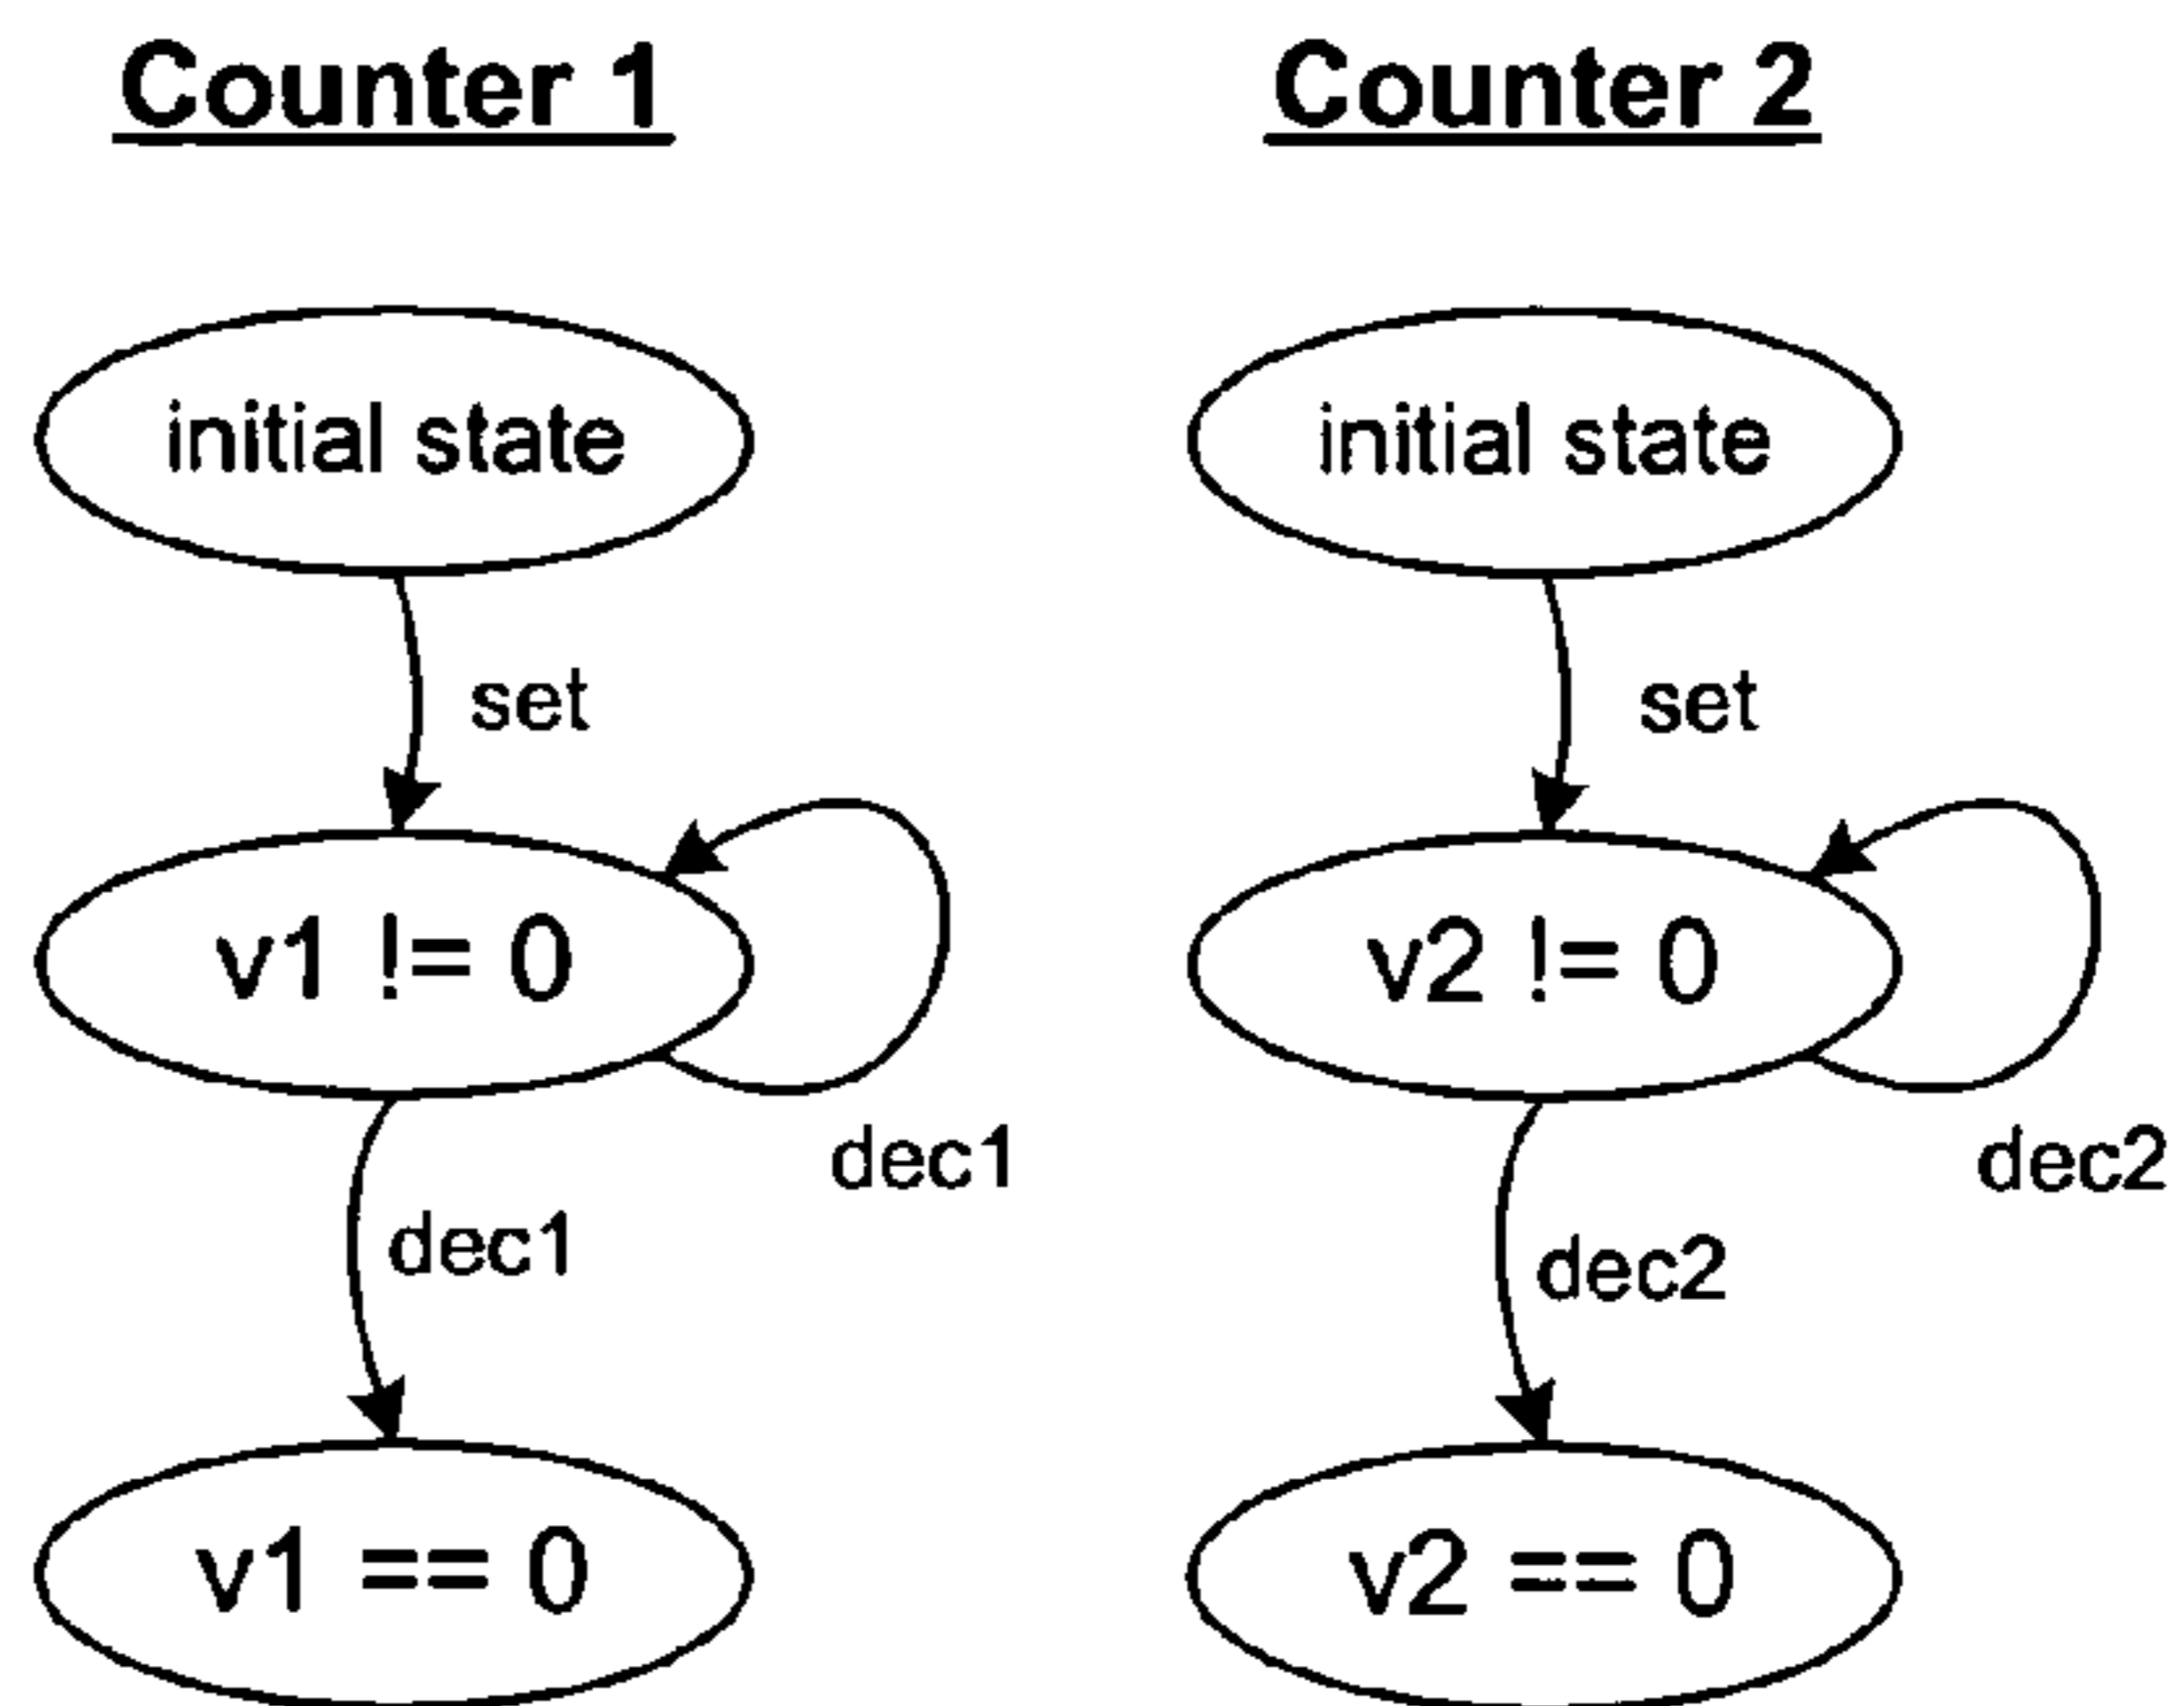 Counter 1
initial state
set
v1 != 0
dec1
dec1
v1 == 0
Counter 2
initial state
set
v2 != 0
dec2
dec2
v2 == 0